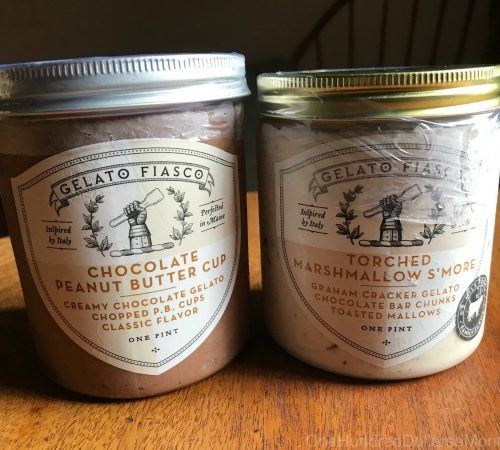 GELATO FIASCO
Inspired by Italy
Perfected in Maine
CHOCOLATE
PEANUT BUTTER CUP
CREAMY CHOCOLATE GELATO
CHOPPED P.B. CUPS
CLASSIC FLAVOR
ONE PINT
GELATO FIASCO
Inspired by Italy
TORCHED
MARSHMALLOW S'MORE
GRAHAM CRACKER GELATO
CHOCOLATE BAR CHUNKS
TOASTED MALLOWS
ONE PINT